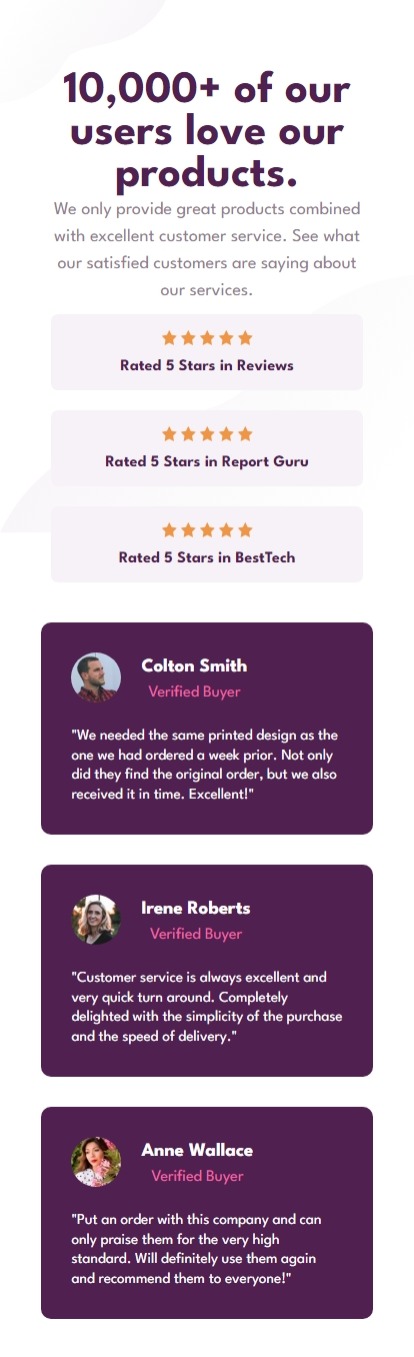 10,000+ of our
users love our
products.
We only provide great products combined
with excellent customer service. See what
our satisfied customers are saying about
our services.
Rated 5 Stars in Reviews
Rated 5 Stars in Report Guru
Rated 5 Stars in BestTech
Colton Smith
Verified Buyer
"We needed the same printed design as the
one we had ordered a week prior. Not only
did they find the original order, but we also
received it in time. Excellent!"
Irene Roberts
Verified Buyer
"Customer service is always excellent and
very quick turn around. Completely
delighted with the simplicity of the purchase
and the speed of delivery."
Anne Wallace
Verified Buyer
"Put an order with this company and can
only praise them for the very high
standard. Will definitely use them again
and recommend them to everyone!"